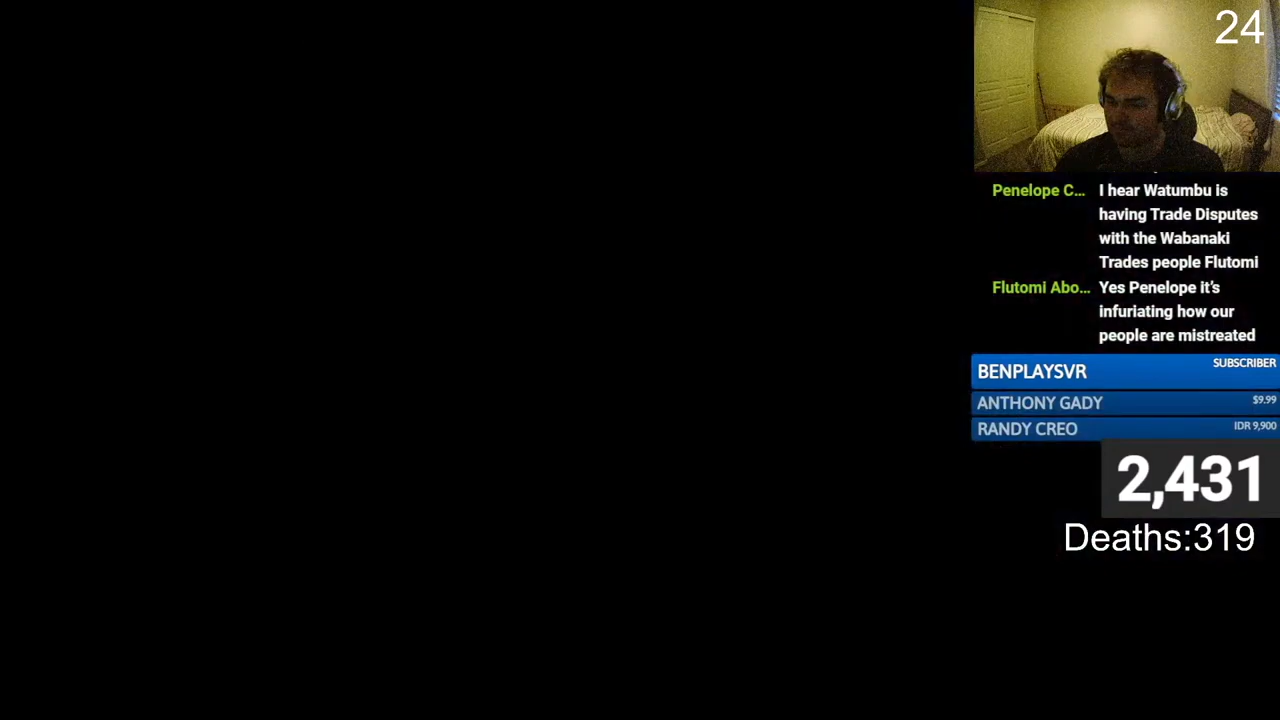 24
Penelope C... I hear Watumbu is
having Trade Disputes
with the Wabanaki
Trades people Flutomi
Flutomi Abo... Yes Penelope it's
infuriating how our
people are mistreated
BENPLAYSVR SUBSCRIBER
ANTHONY GADY $9.99
RANDY CREO IDR 9,900
2,431
Deaths:319